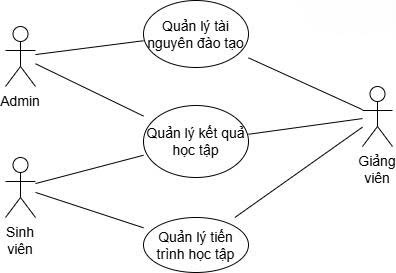 Quản lý tài
nguyên đào tạo
Admin
Quản lý kết quả
học tập
Giảng
viên
Sinh
viên
Quản lý tiến
trình học tập